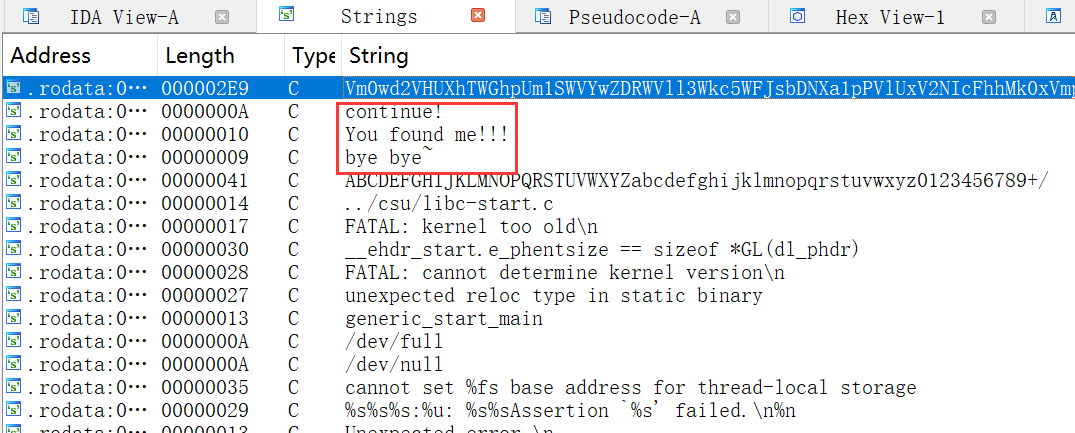 IDA View-A Strings Pseudocode-A Hex View-1
Address Length Type String
.rodata:0… 000002E9 C
.rodata:0… 0000000A C continue!
.rodata:0… 00000010 C You found me!!!
.rodata:0… 00000009 C bye bye~
.rodata:0… 00000041 C ABCDEFGHIJKLMNOPQRSTUVWXYZabcdefghijklmnopqrstuvwxyz0123456789+/
.rodata:0… 00000014 C ../csu/libc-start.c
.rodata:0… 00000017 C FATAL: kernel too old\n
.rodata:0… 00000030 C __ehdr_start.e_phentsize == sizeof *GL(dl_phdr)
.rodata:0… 00000028 C FATAL: cannot determine kernel version\n
.rodata:0… 00000027 C unexpected reloc type in static binary
.rodata:0… 00000013 C generic_start_main
.rodata:0… 0000000A C /dev/full
.rodata:0… 0000000A C /dev/null
.rodata:0… 00000035 C cannot set %fs base address for thread-local storage
.rodata:0… 00000029 C %s%s%s:%u: %s%sAssertion `%s' failed.\n%n
.rodata:0… 00000013 C Unexpected error.\n